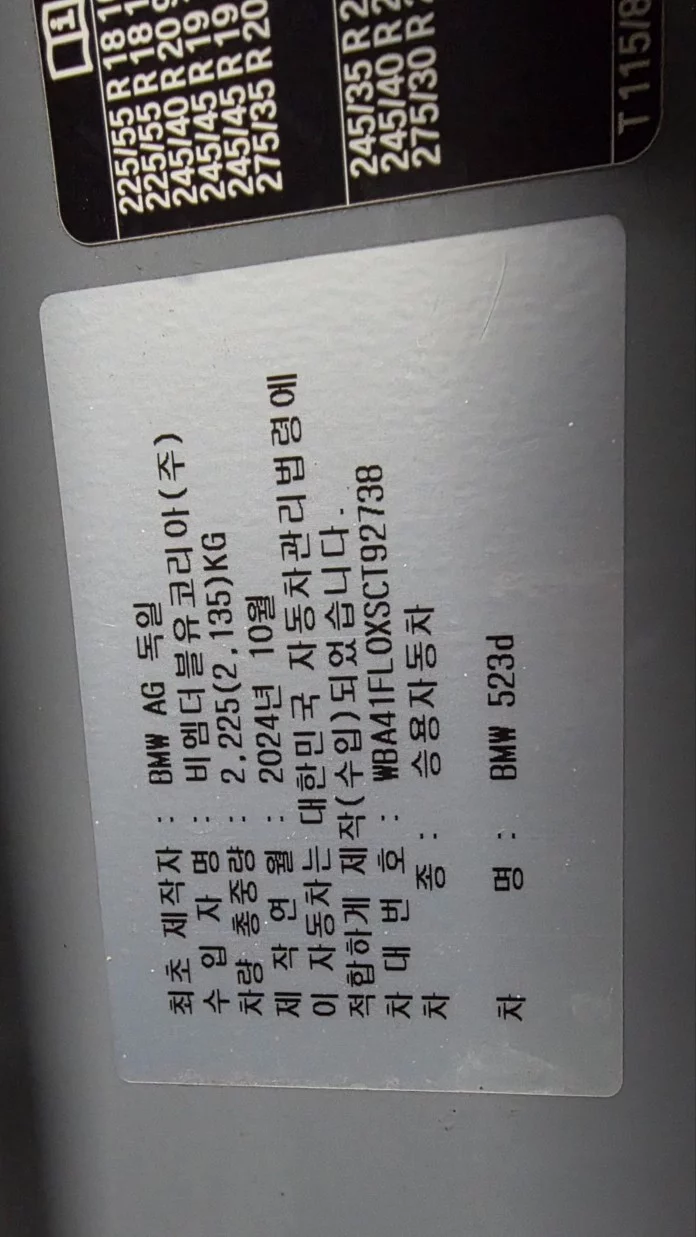 225/55 R 18
225/55 R 18
245/40 R 20
245/45 R 19
245/45 R 19
275/35 R 20
245/35 R
245/40 R
275/30 R
T 115/8
최초 제작자 : BMW AG 독일
수 입 자 명 : 비엠더블유코리아(주)
차량 총중량 : 2,225(2,135)KG
제 작 연 월 : 2024년 10월
이 자동차는 대한민국 자동차관리법령에
적합하게 제작(수입)되었습니다.
차 대 번 호 : WBA41FL0XSCT92738
차 종 : 승용자동차
차 명 : BMW 523d